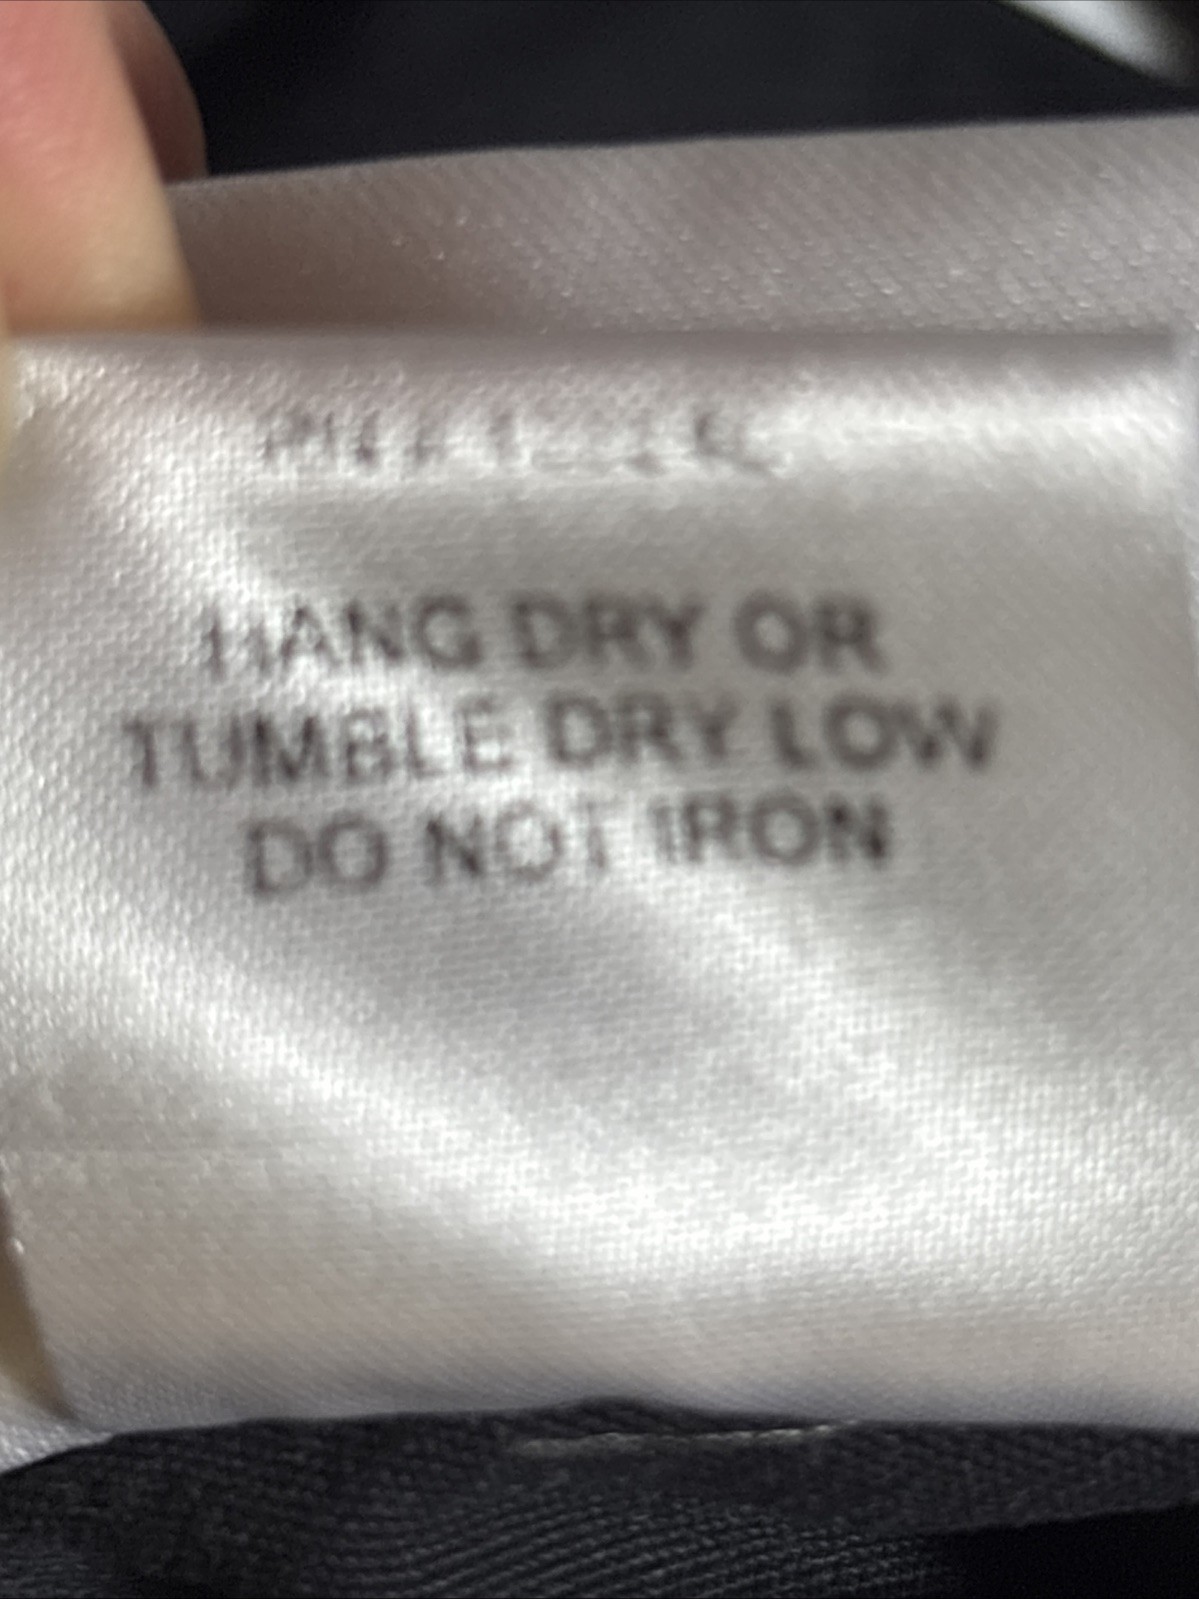 HANG DRY OR
TUMBLE DRY LOW
DO NOT IRON